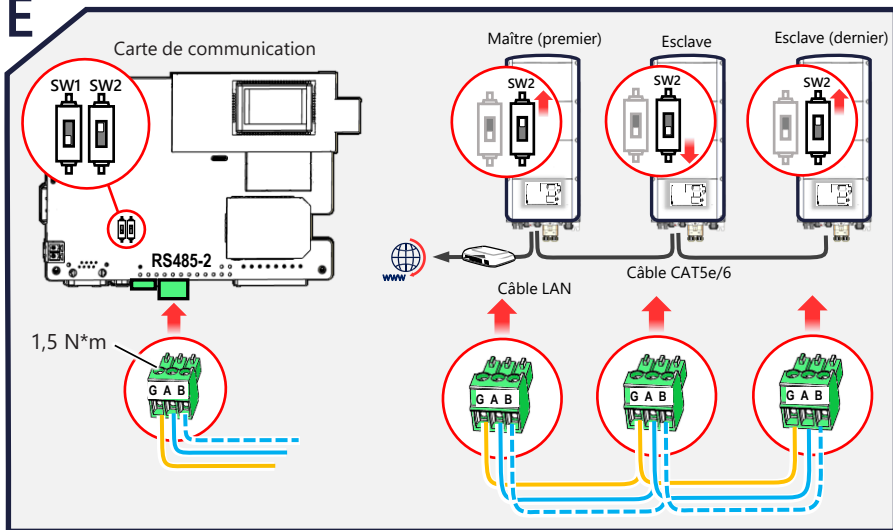 E
Carte de communication
SW1 SW2
RS485-2
1,5 N*m
G A B
Maître (premier)
Esclave
Esclave (dernier)
SW2
SW2
SW2
www
Câble LAN
Câble CAT5e/6
G A B
G A B
G A B